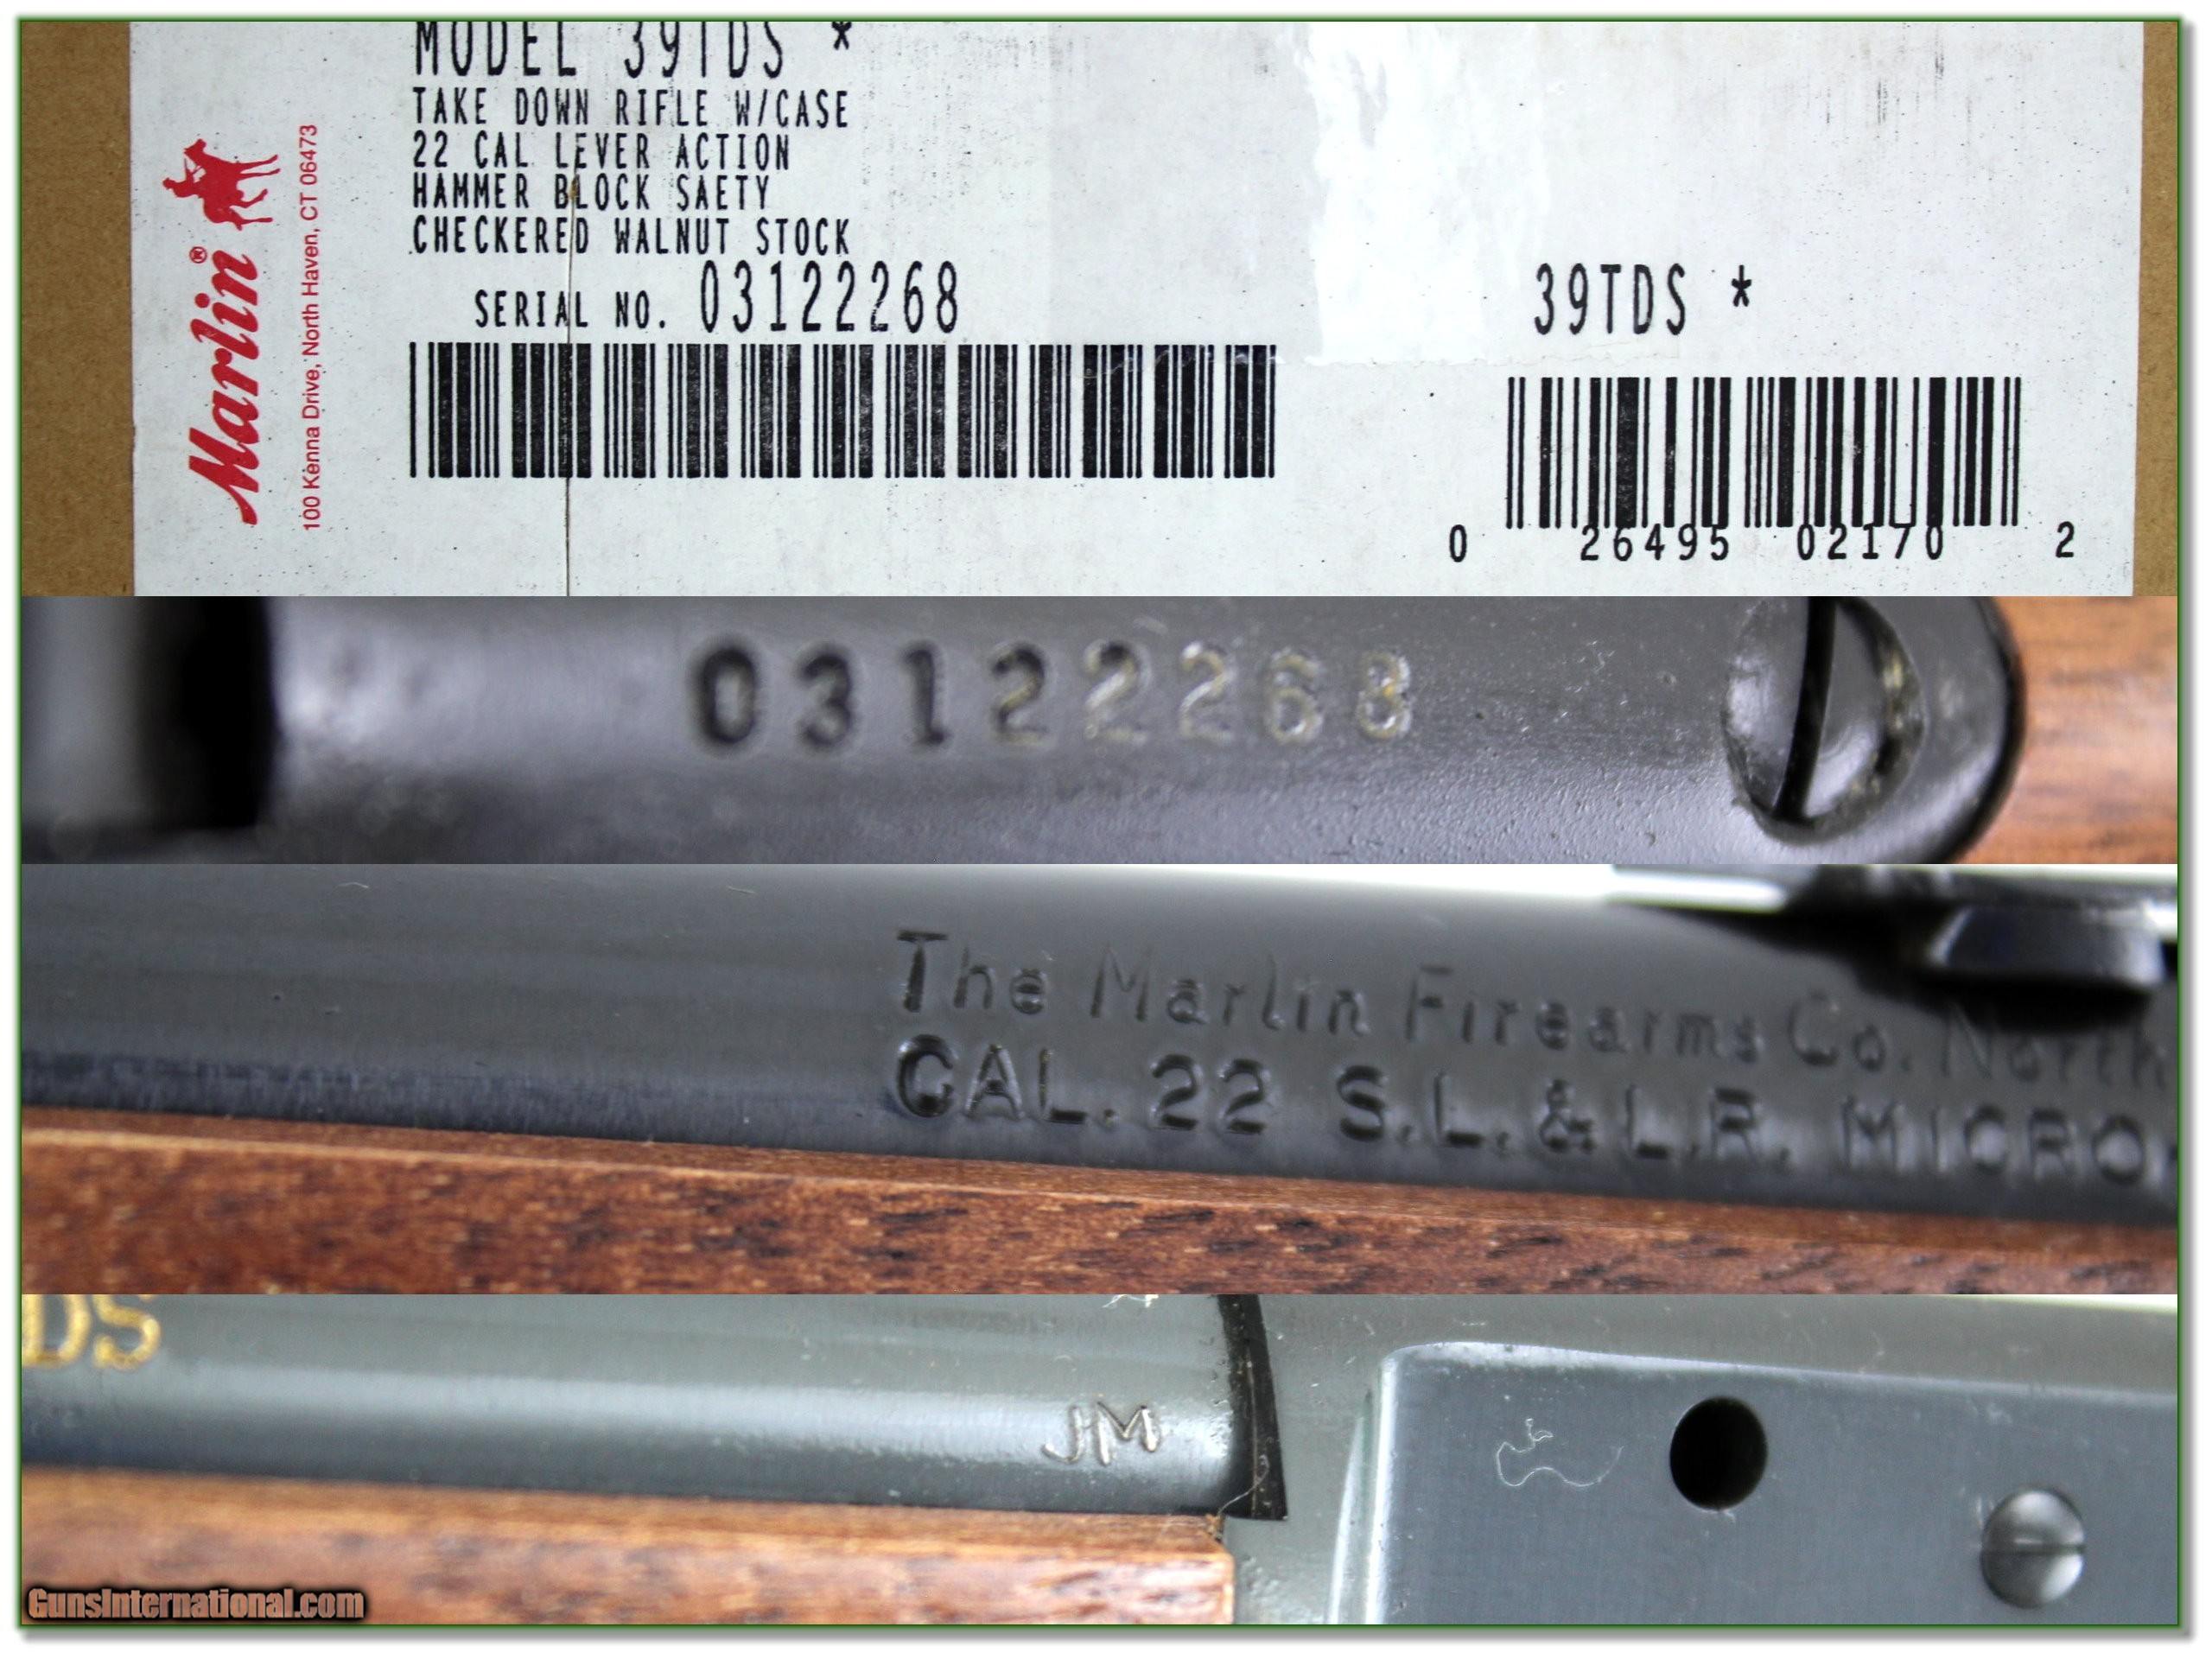 MODEL 39TDS *
TAKE DOWN RIFLE W/CASE
22 CAL LEVER ACTION
HAMMER BLOCK SAETY
CHECKERED WALNUT STOCK
SERIAL NO. 03122268
Marlin®
100 Kenna Drive, North Haven, CT 06473
39TDS *
0 26495 02170 2
03122268
The Marlin Firearms Co. North
CAL. 22 S.L.&L.R. MICRO.
DS
JM
GunsInternational.com